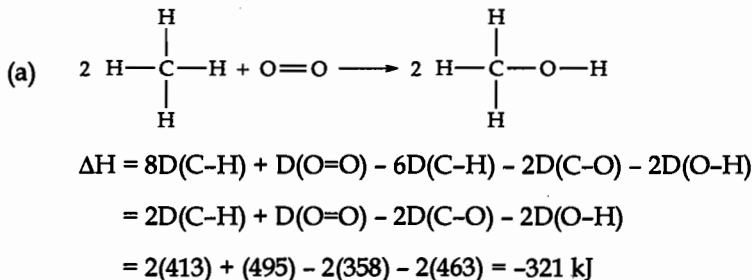 H H
(a) 2 H—C—H + O=O ⟶ 2 H—C—O—H
H H
ΔH = 8D(C–H) + D(O=O) – 6D(C–H) – 2D(C–O) – 2D(O–H)
= 2D(C–H) + D(O=O) – 2D(C–O) – 2D(O–H)
= 2(413) + (495) – 2(358) – 2(463) = –321 kJ